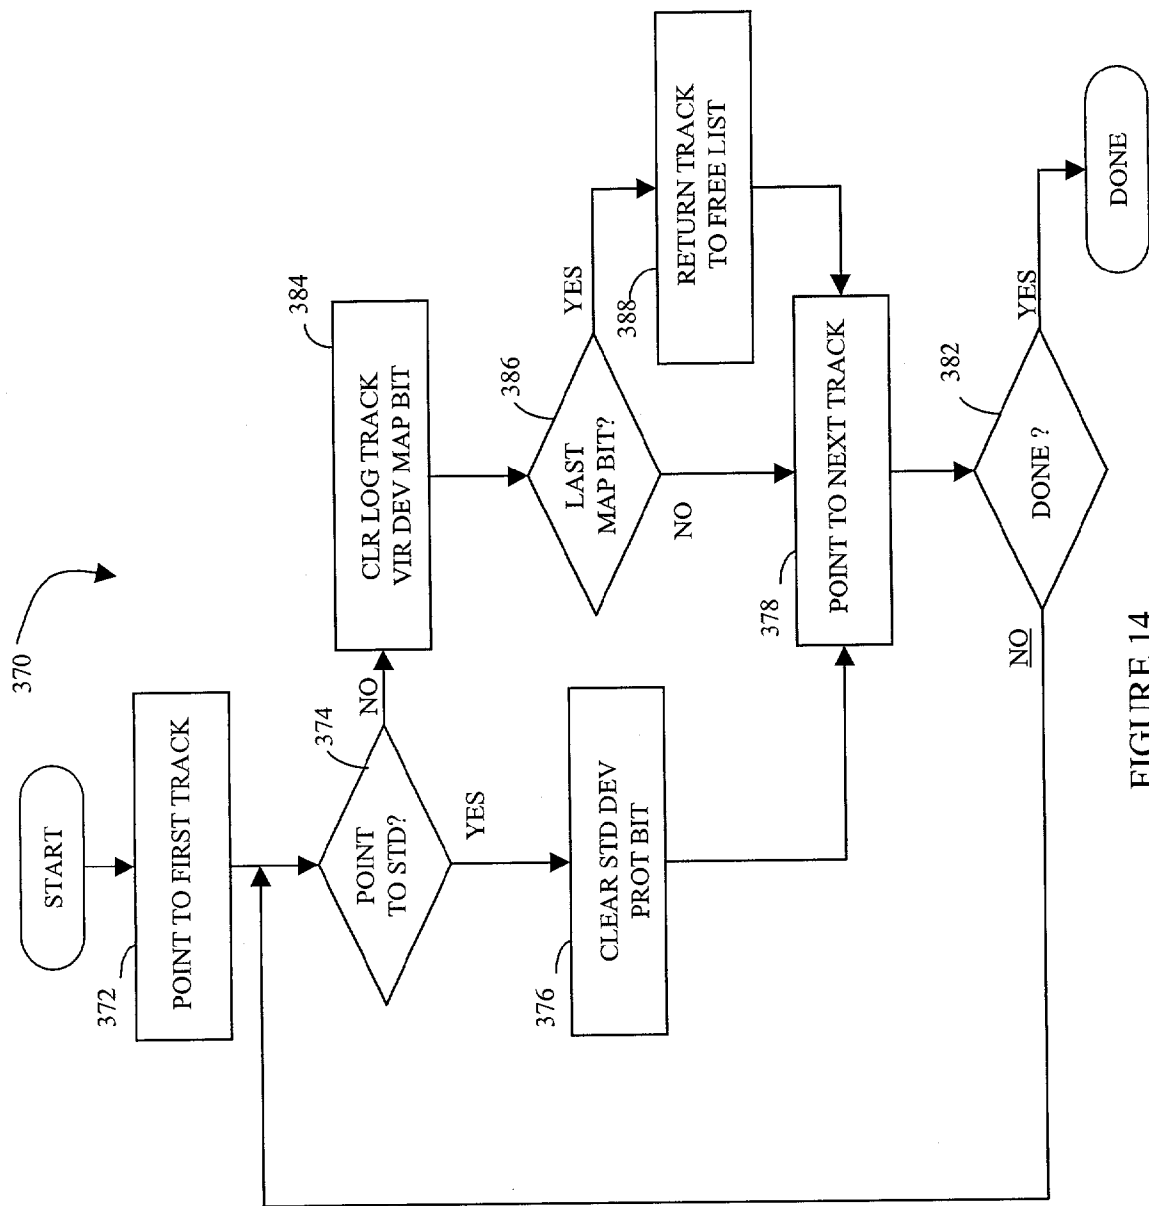 370
START
372
POINT TO FIRST TRACK
374
POINT
TO STD?
NO
YES
384
CLR LOG TRACK
VIR DEV MAP BIT
376
CLEAR STD DEV
PROT BIT
386
LAST
MAP BIT?
YES
NO
388
RETURN TRACK
TO FREE LIST
378
POINT TO NEXT TRACK
382
DONE ?
YES
NO
DONE
FIGURE 14